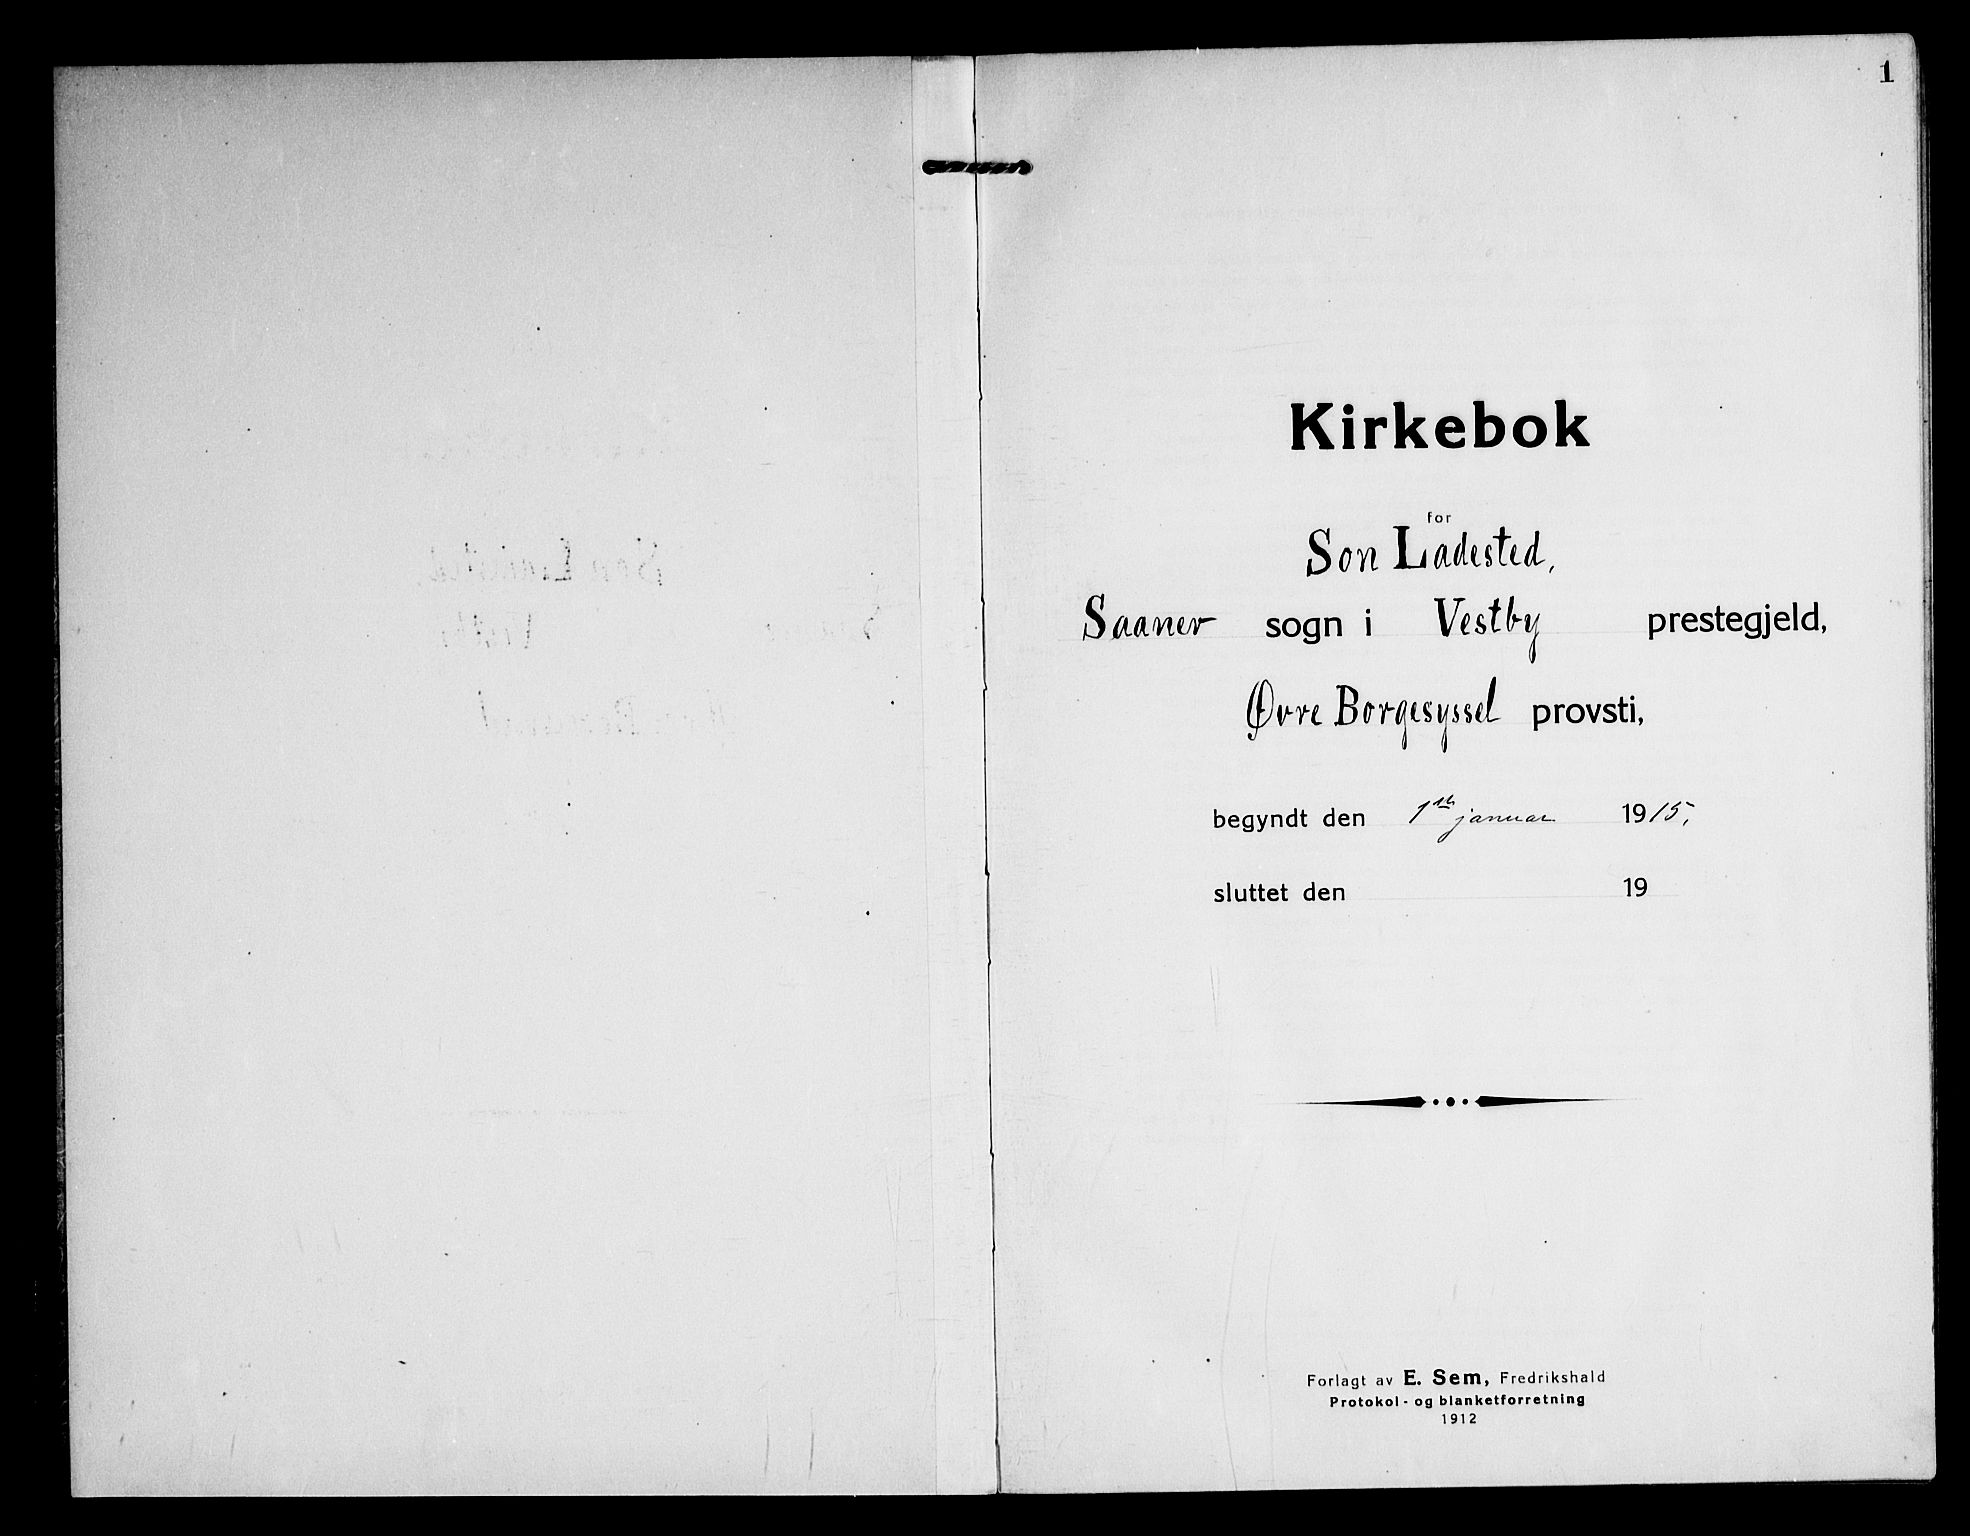 1
Kirkebok
for
Son Ladested,
Saaner sogn i Vestby prestegjeld,
Øvre Borgesyssel provsti,
begyndt den 1ste januar 1915,
sluttet den 19
Forlagt av E. Sem, Fredrikshald
Protokol- og blanketforretning
1912